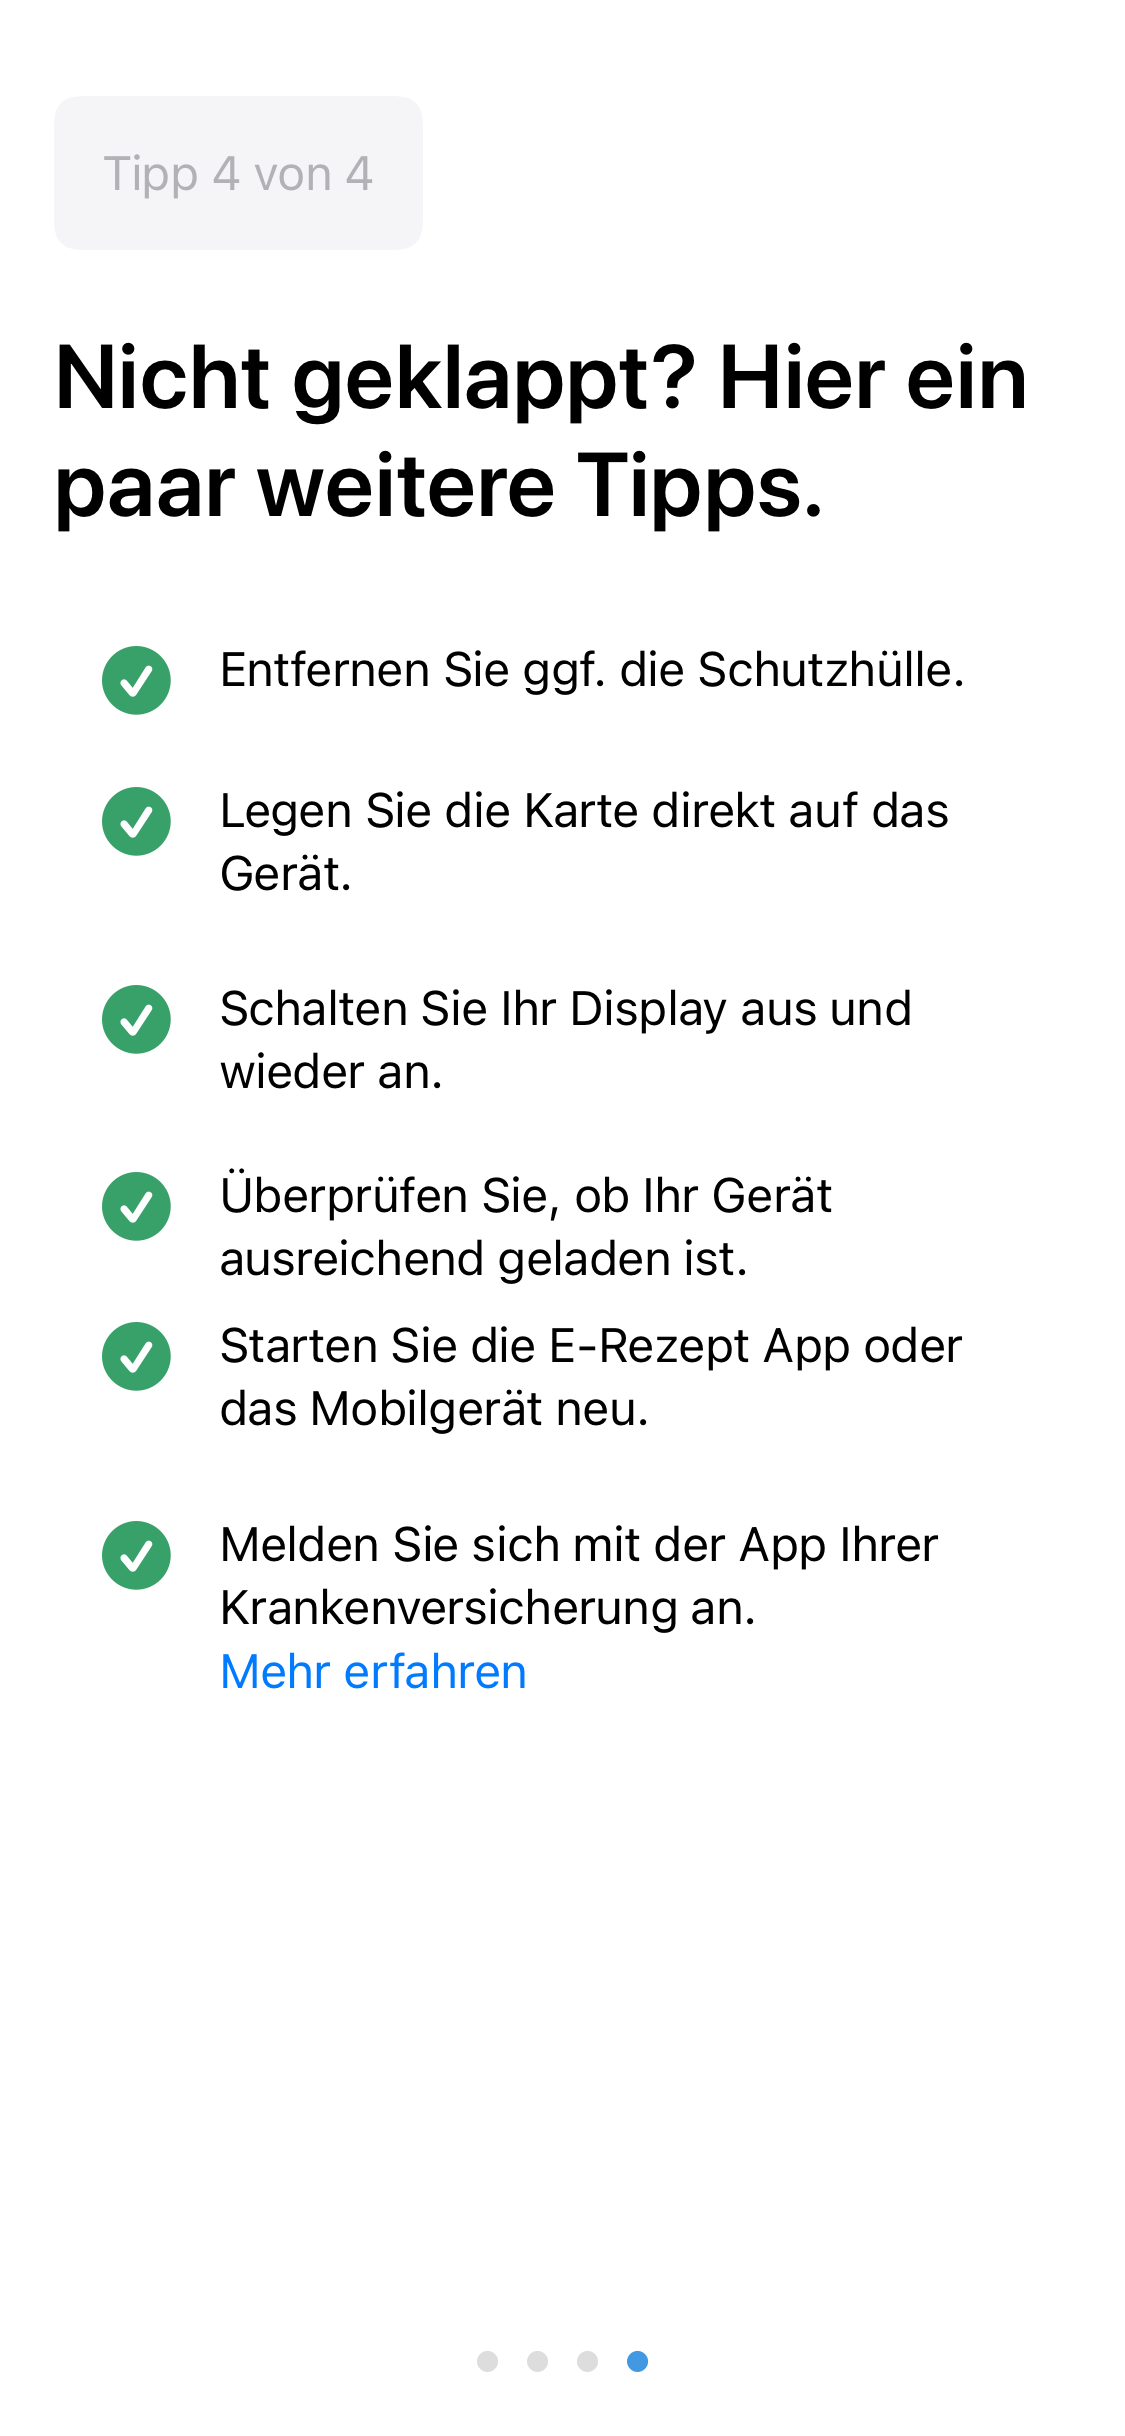 Tipp 4 von 4
Nicht geklappt? Hier ein
paar weitere Tipps.
Entfernen Sie ggf. die Schutzhülle.
Legen Sie die Karte direkt auf das
Gerät.
Schalten Sie Ihr Display aus und
wieder an.
Überprüfen Sie, ob Ihr Gerät
ausreichend geladen ist.
Starten Sie die E-Rezept App oder
das Mobilgerät neu.
Melden Sie sich mit der App Ihrer
Krankenversicherung an.
Mehr erfahren